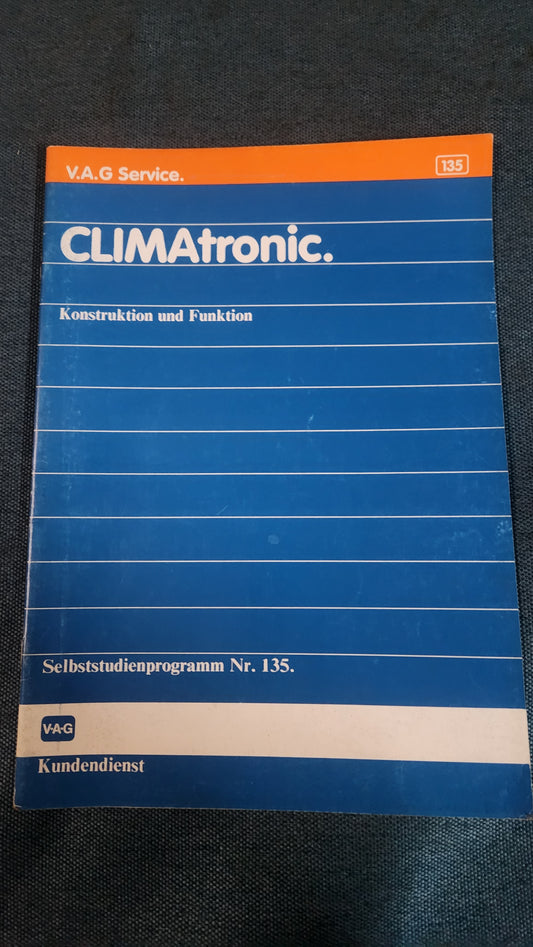 V.A.G Service.
135
CLIMAtronic.
Konstruktion und Funktion
Selbststudienprogramm Nr. 135.
V·A·G
Kundendienst